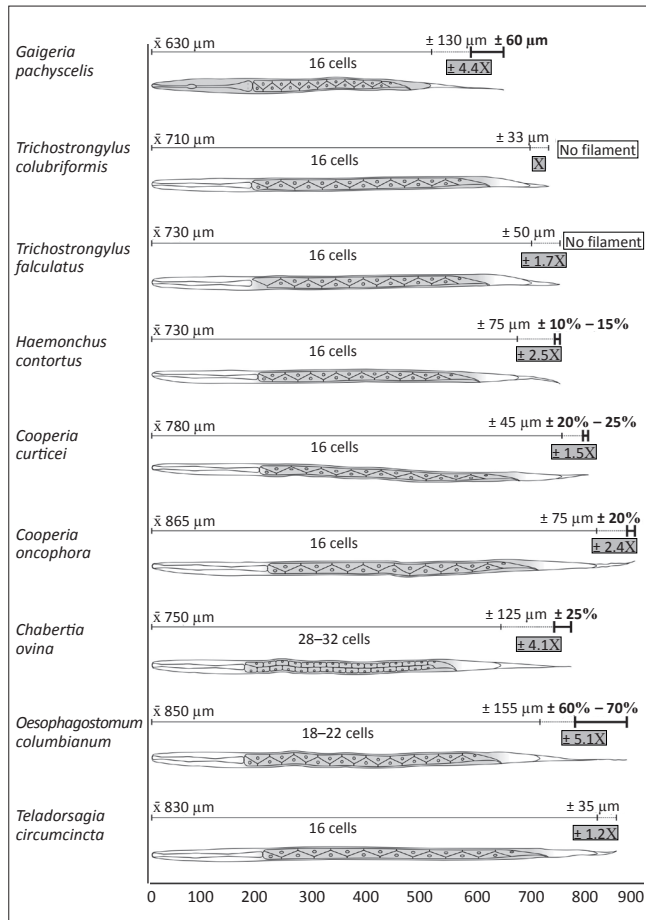 Gaigeria
pachyscelis
x̄ 630 µm
± 130 µm ± 60 µm
16 cells
± 4.4X
Trichostrongylus
colubriformis
x̄ 710 µm
± 33 µm
No filament
16 cells
X
Trichostrongylus
falculatus
x̄ 730 µm
± 50 µm
No filament
16 cells
± 1.7X
Haemonchus
contortus
x̄ 730 µm
± 75 µm ± 10% – 15%
16 cells
± 2.5X
Cooperia
curticei
x̄ 780 µm
± 45 µm ± 20% – 25%
16 cells
± 1.5X
Cooperia
oncophora
x̄ 865 µm
± 75 µm ± 20%
16 cells
± 2.4X
Chabertia
ovina
x̄ 750 µm
± 125 µm ± 25%
28–32 cells
± 4.1X
Oesophagostomum
columbianum
x̄ 850 µm
± 155 µm ± 60% – 70%
18–22 cells
± 5.1X
Teladorsagia
circumcincta
x̄ 830 µm
± 35 µm
16 cells
± 1.2X
0 100 200 300 400 500 600 700 800 900